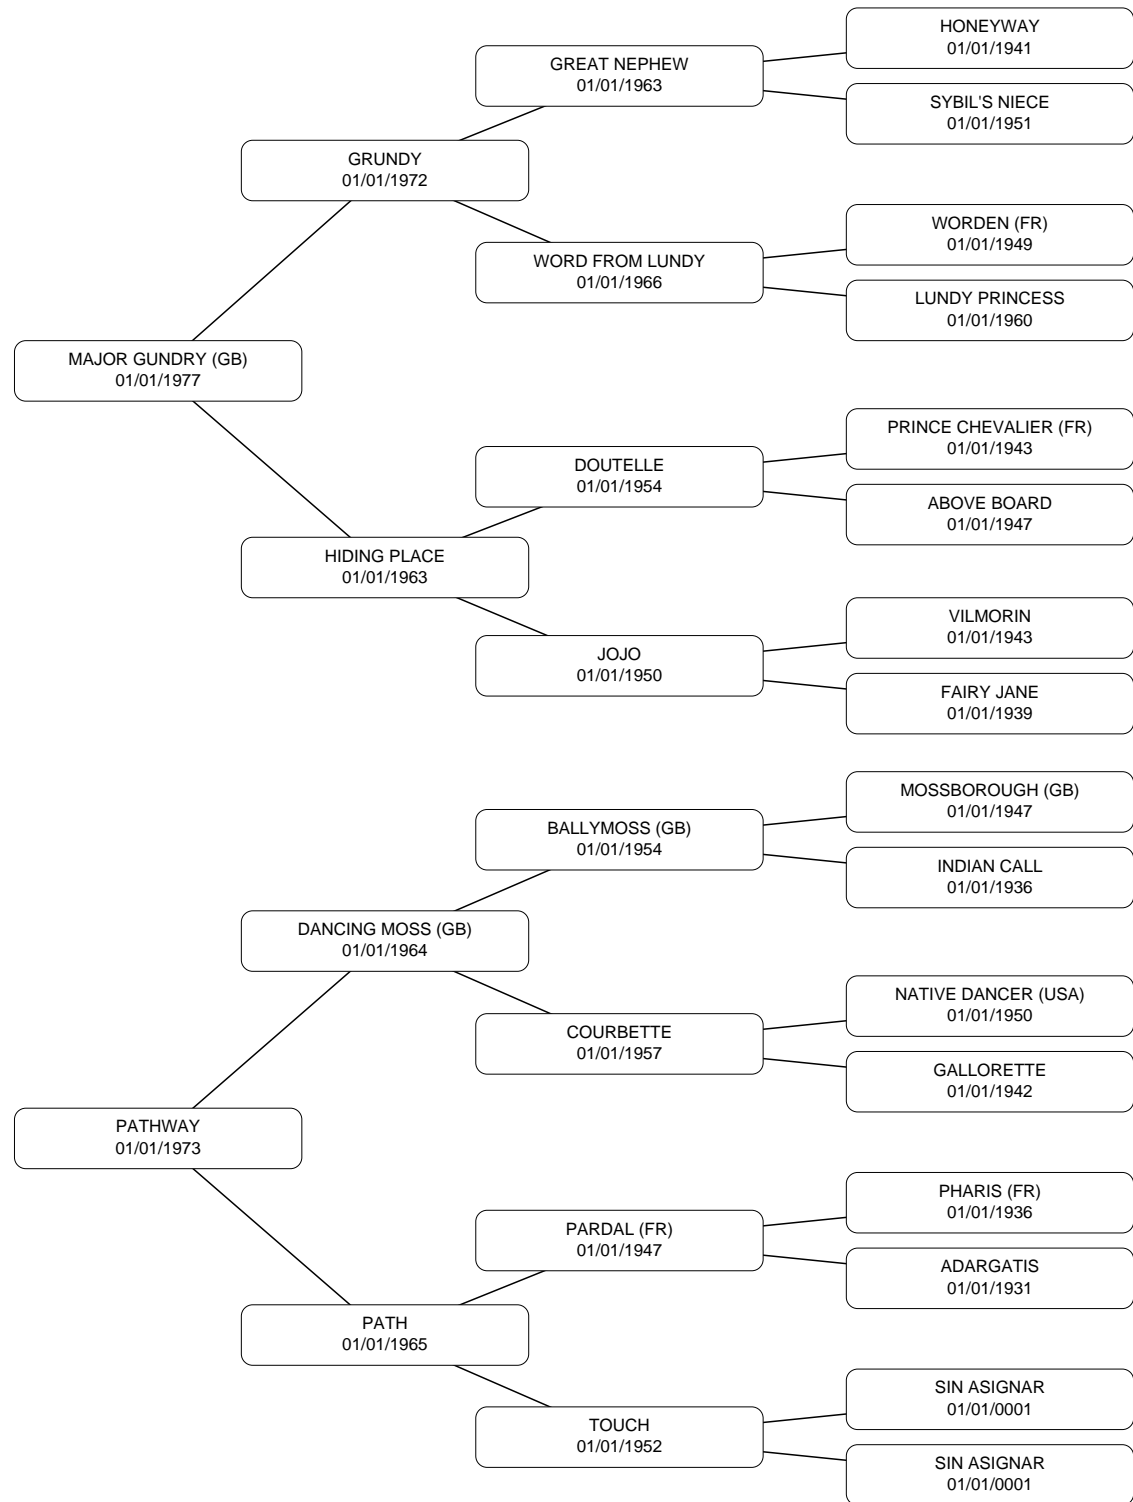 HONEYWAY
01/01/1941
GREAT NEPHEW
01/01/1963
SYBIL'S NIECE
01/01/1951
GRUNDY
01/01/1972
WORDEN (FR)
01/01/1949
WORD FROM LUNDY
01/01/1966
LUNDY PRINCESS
01/01/1960
MAJOR GUNDRY (GB)
01/01/1977
PRINCE CHEVALIER (FR)
01/01/1943
DOUTELLE
01/01/1954
ABOVE BOARD
01/01/1947
HIDING PLACE
01/01/1963
VILMORIN
01/01/1943
JOJO
01/01/1950
FAIRY JANE
01/01/1939
MOSSBOROUGH (GB)
01/01/1947
BALLYMOSS (GB)
01/01/1954
INDIAN CALL
01/01/1936
DANCING MOSS (GB)
01/01/1964
NATIVE DANCER (USA)
01/01/1950
COURBETTE
01/01/1957
GALLORETTE
01/01/1942
PATHWAY
01/01/1973
PHARIS (FR)
01/01/1936
PARDAL (FR)
01/01/1947
ADARGATIS
01/01/1931
PATH
01/01/1965
SIN ASIGNAR
01/01/0001
TOUCH
01/01/1952
SIN ASIGNAR
01/01/0001